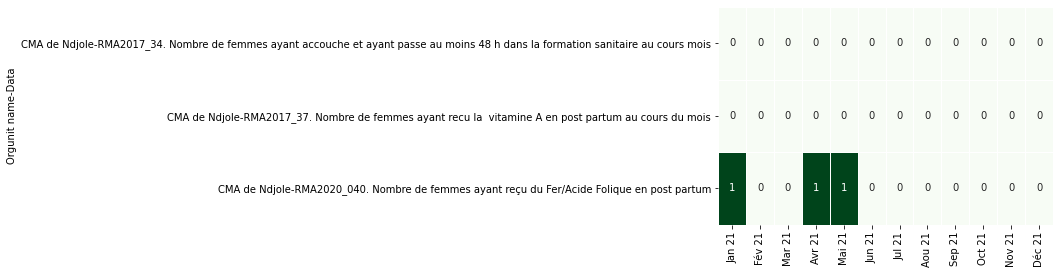 CMA de Ndjole-RMA2017_34. Nombre de femmes ayant accouche et ayant passe au moins 48 h dans la formation sanitaire au cours mois 0 0 0 0 0 0 0 0 0 0 0 0
CMA de Ndjole-RMA2017_37. Nombre de femmes ayant recu la  vitamine A en post partum au cours du mois 0 0 0 0 0 0 0 0 0 0 0 0
CMA de Ndjole-RMA2020_040. Nombre de femmes ayant reçu du Fer/Acide Folique en post partum 1 0 0 1 1 0 0 0 0 0 0 0
Orgunit name-Data
Jan 21 Fév 21 Mar 21 Avr 21 Mai 21 Jun 21 Jul 21 Aou 21 Sep 21 Oct 21 Nov 21 Déc 21